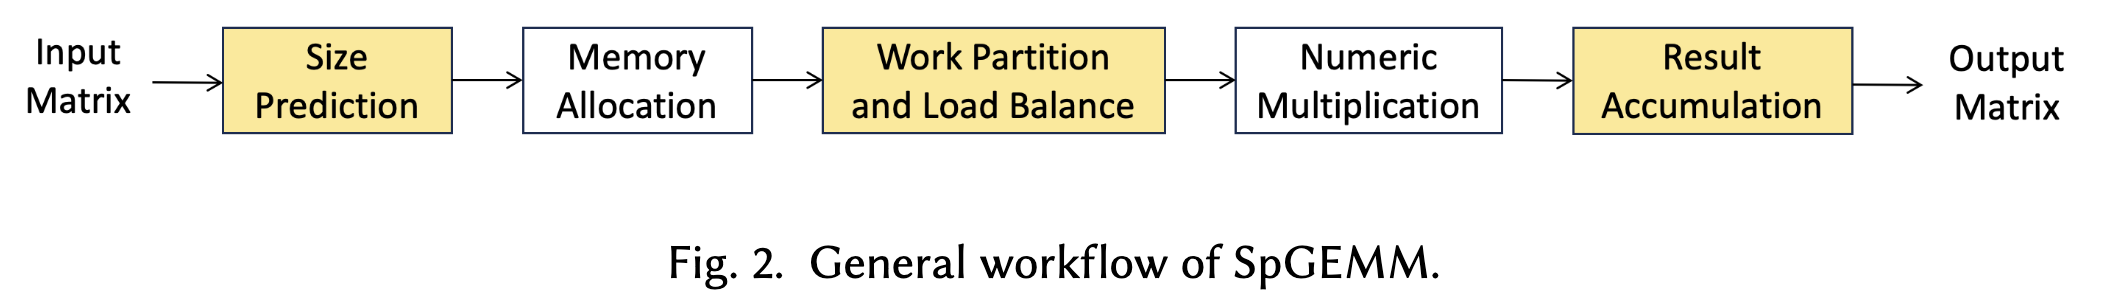 Input
Matrix
Size
Prediction
Memory
Allocation
Work Partition
and Load Balance
Numeric
Multiplication
Result
Accumulation
Output
Matrix
Fig. 2. General workflow of SpGEMM.